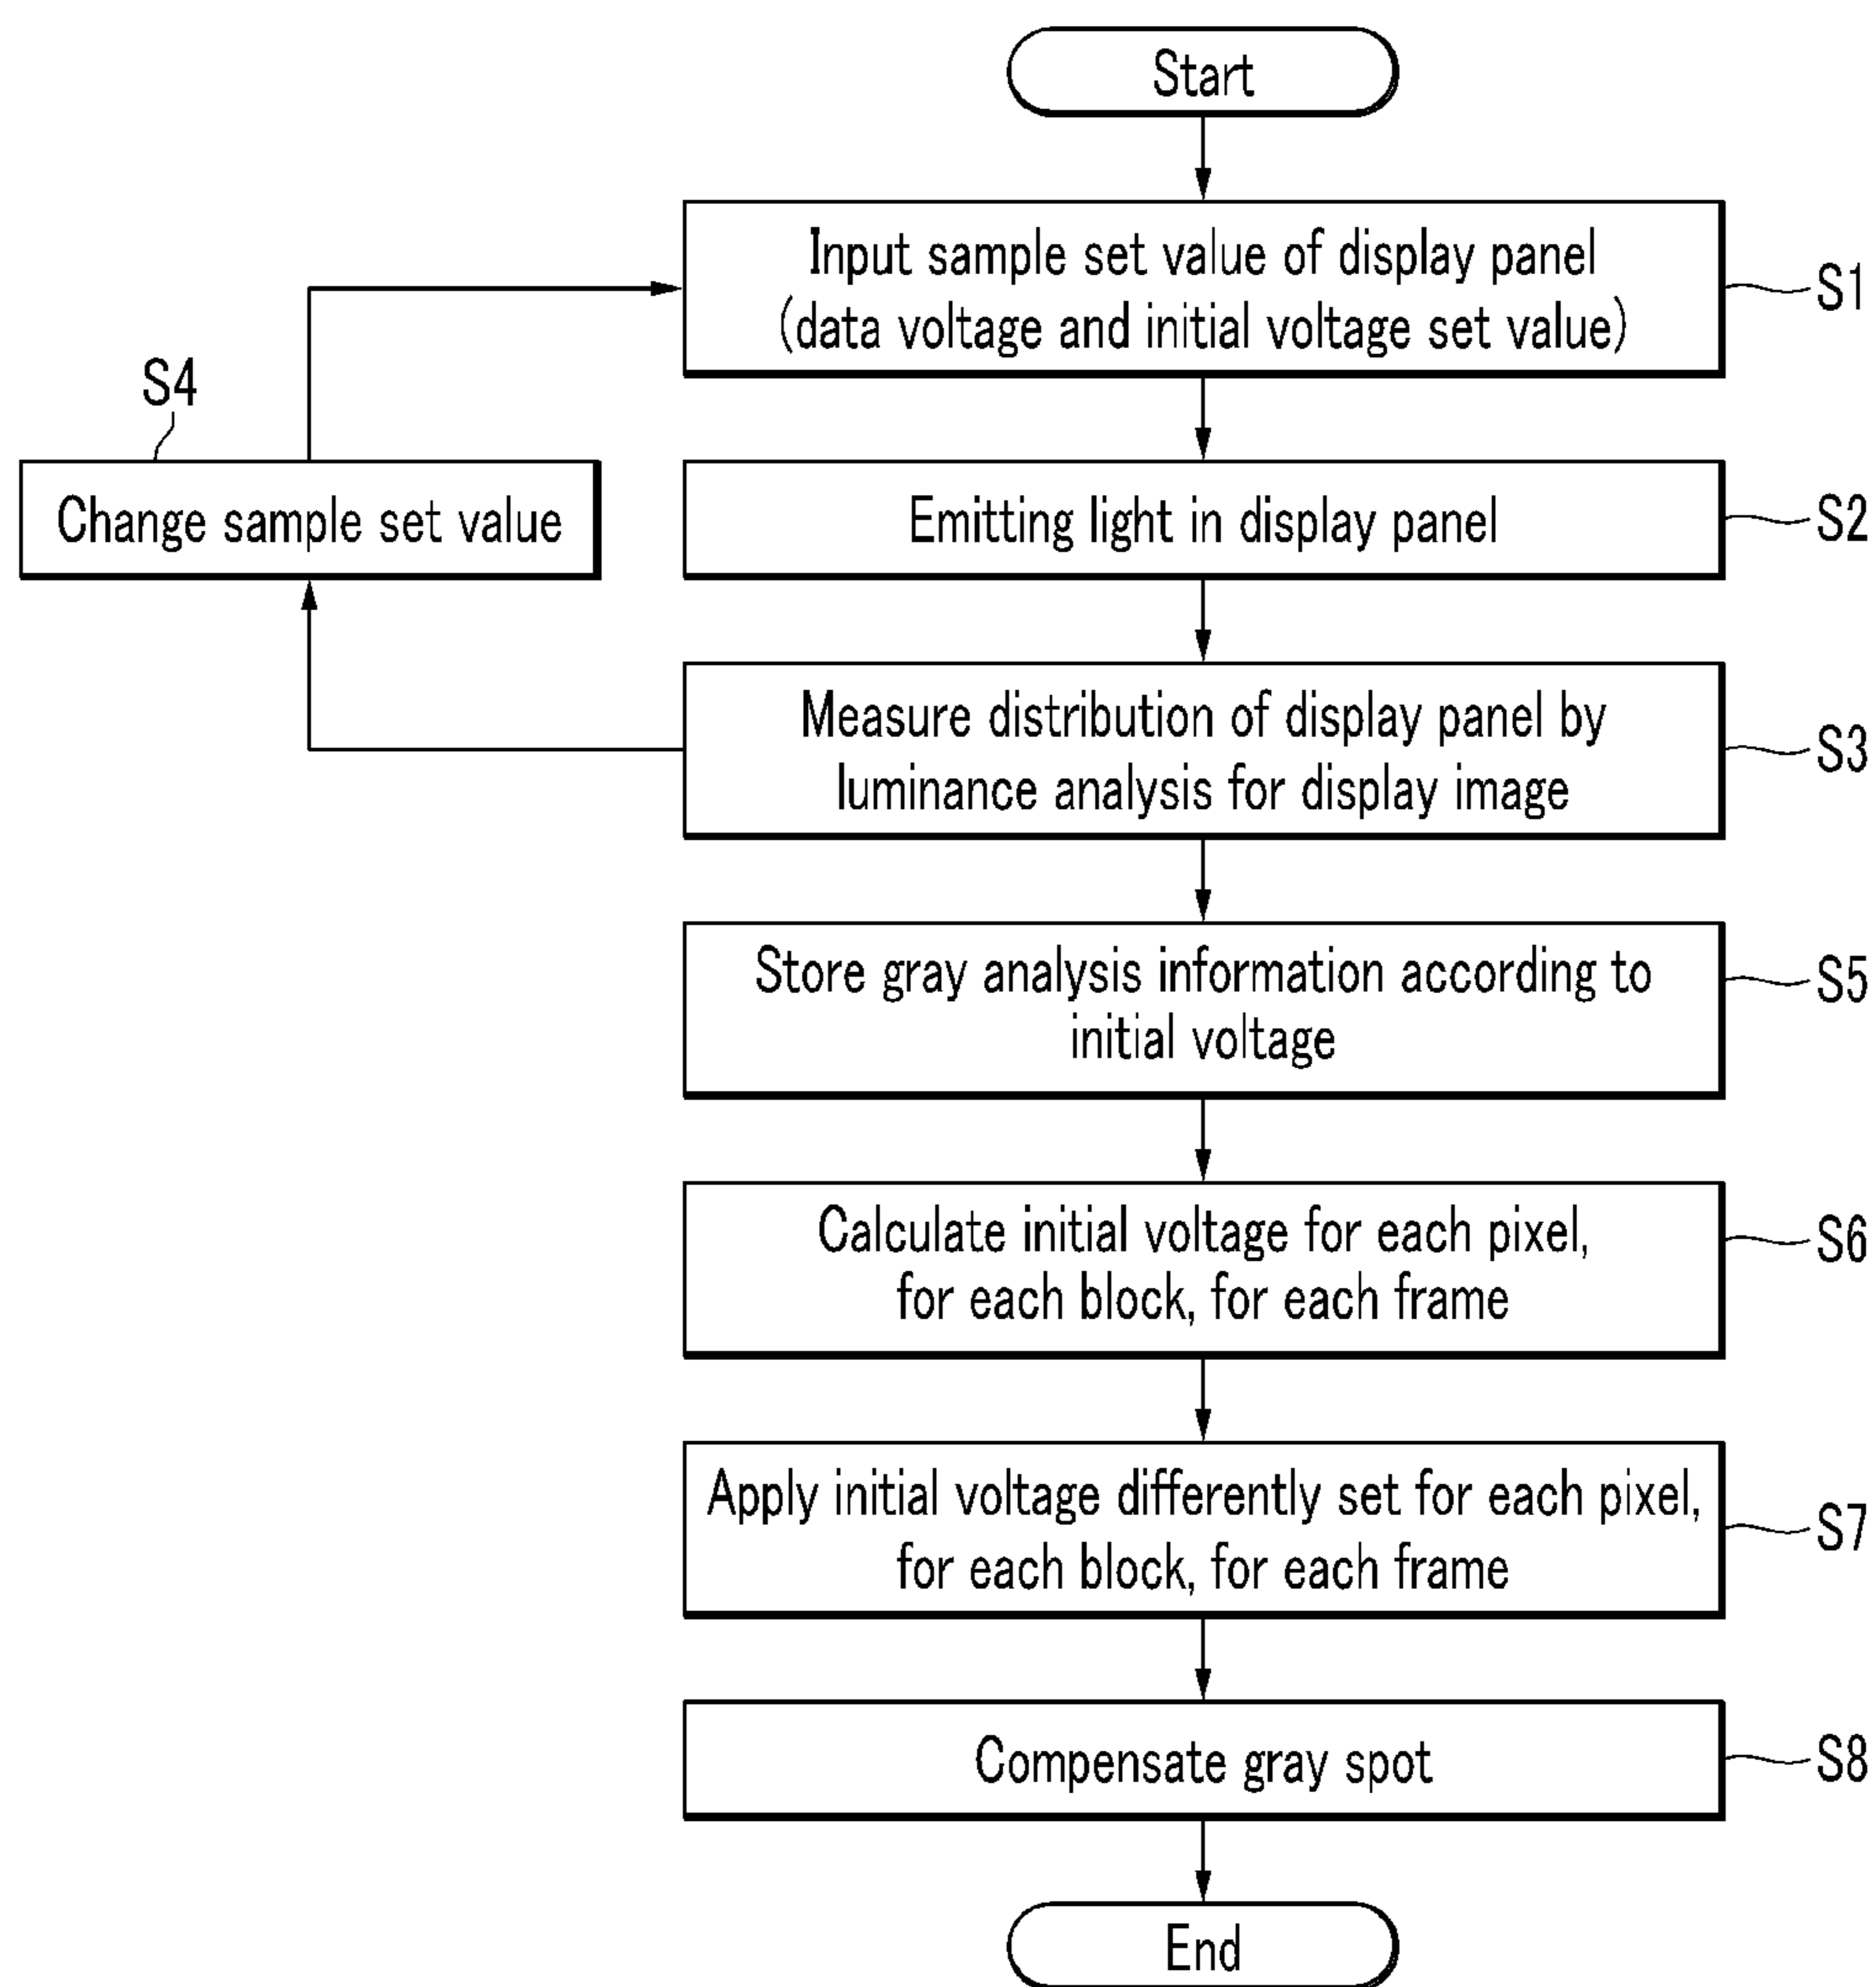 Start
Input sample set value of display panel
(data voltage and initial voltage set value)
S1
S4
Change sample set value
Emitting light in display panel
S2
Measure distribution of display panel by
luminance analysis for display image
S3
Store gray analysis information according to
initial voltage
S5
Calculate initial voltage for each pixel,
for each block, for each frame
S6
Apply initial voltage differently set for each pixel,
for each block, for each frame
S7
Compensate gray spot
S8
End